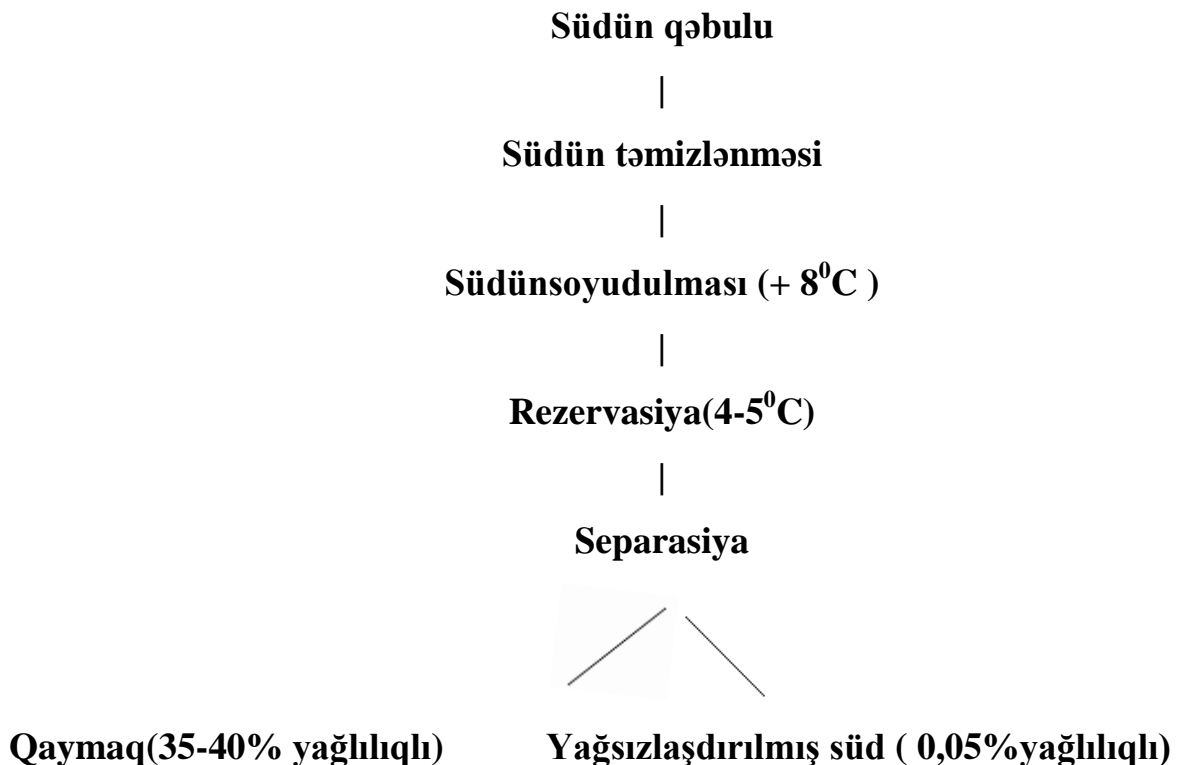 Südün qəbulu
|
Südün təmizlənməsi
|
Südünsoyudulması (+ 8⁰C )
|
Rezervasiya(4-5⁰C)
|
Separasiya
Qaymaq(35-40% yağlılıqlı) Yağsızlaşdırılmış süd ( 0,05%yağlılıqlı)